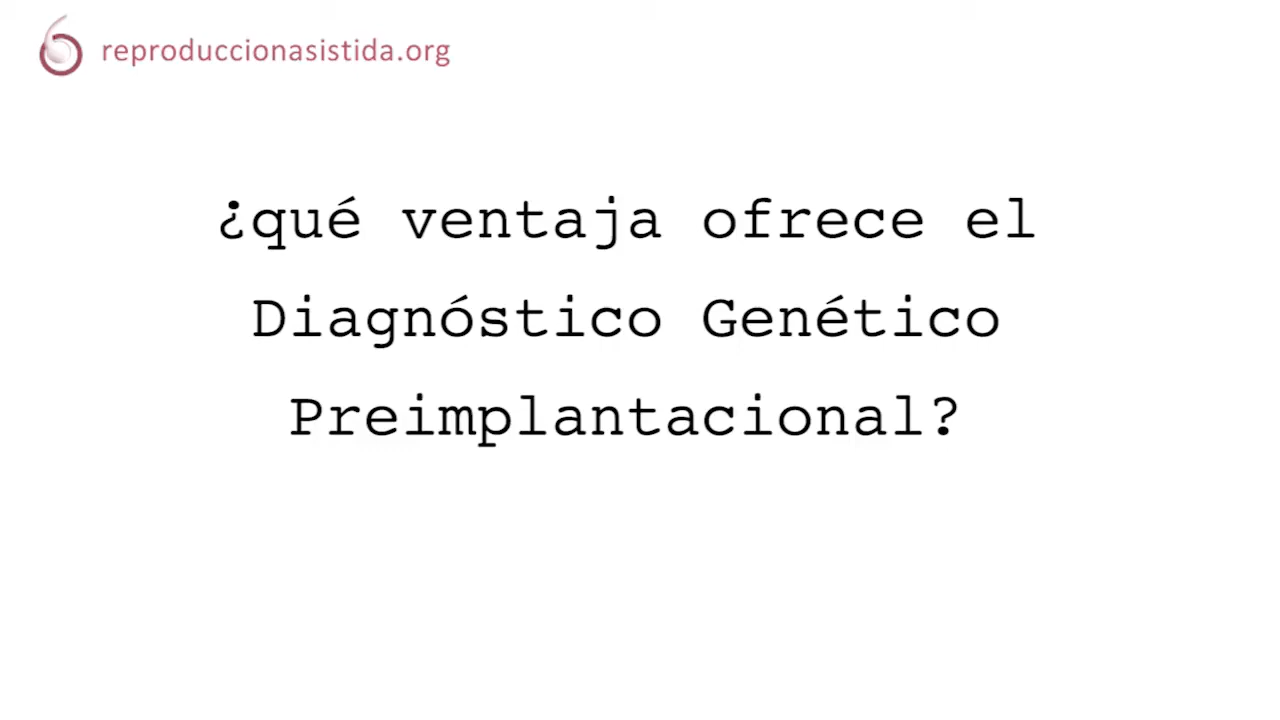 reproduccionasistida.org
¿qué ventaja ofrece el
Diagnóstico Genético
Preimplantacional?